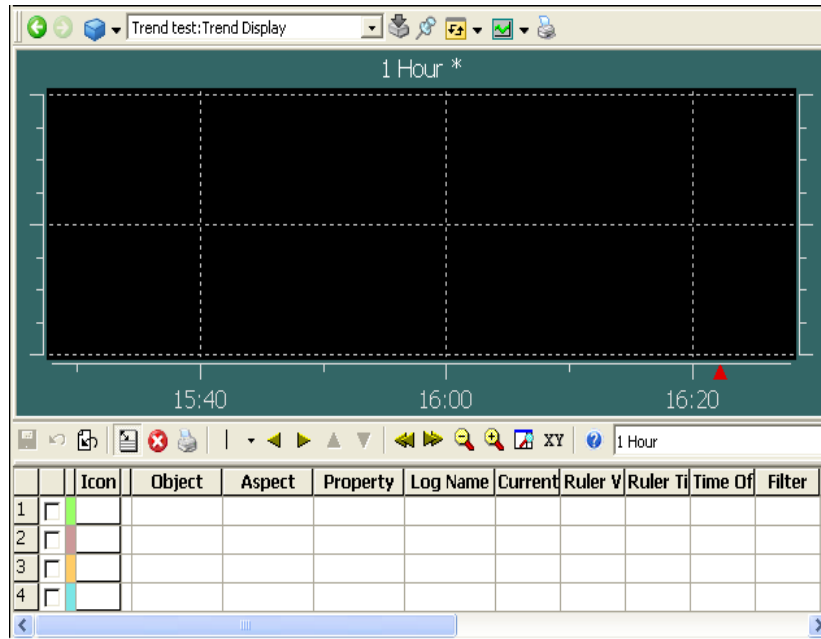 Trend test:Trend Display
1 Hour *
15:40 16:00 16:20
XY 1 Hour
Icon Object Aspect Property Log Name Current Ruler V Ruler Ti Time Of Filter
1
2
3
4